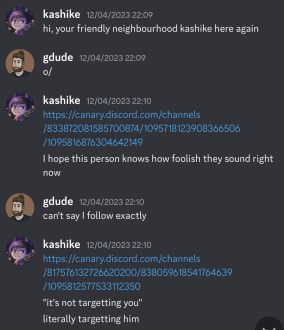 kashike 12/04/2023 22:09
hi, your friendly neighbourhood kashike here again
gdude 12/04/2023 22:09
o/
kashike 12/04/2023 22:10
https://canary.discord.com/channels
/833872081585700874/1095718123908366506
/1095816876304642149
I hope this person knows how foolish they sound right
now
gdude 12/04/2023 22:10
can't say I follow exactly
kashike 12/04/2023 22:10
https://canary.discord.com/channels
/817576132726620200/838059618541764639
/1095812577533112350
"it's not targetting you"
literally targetting him